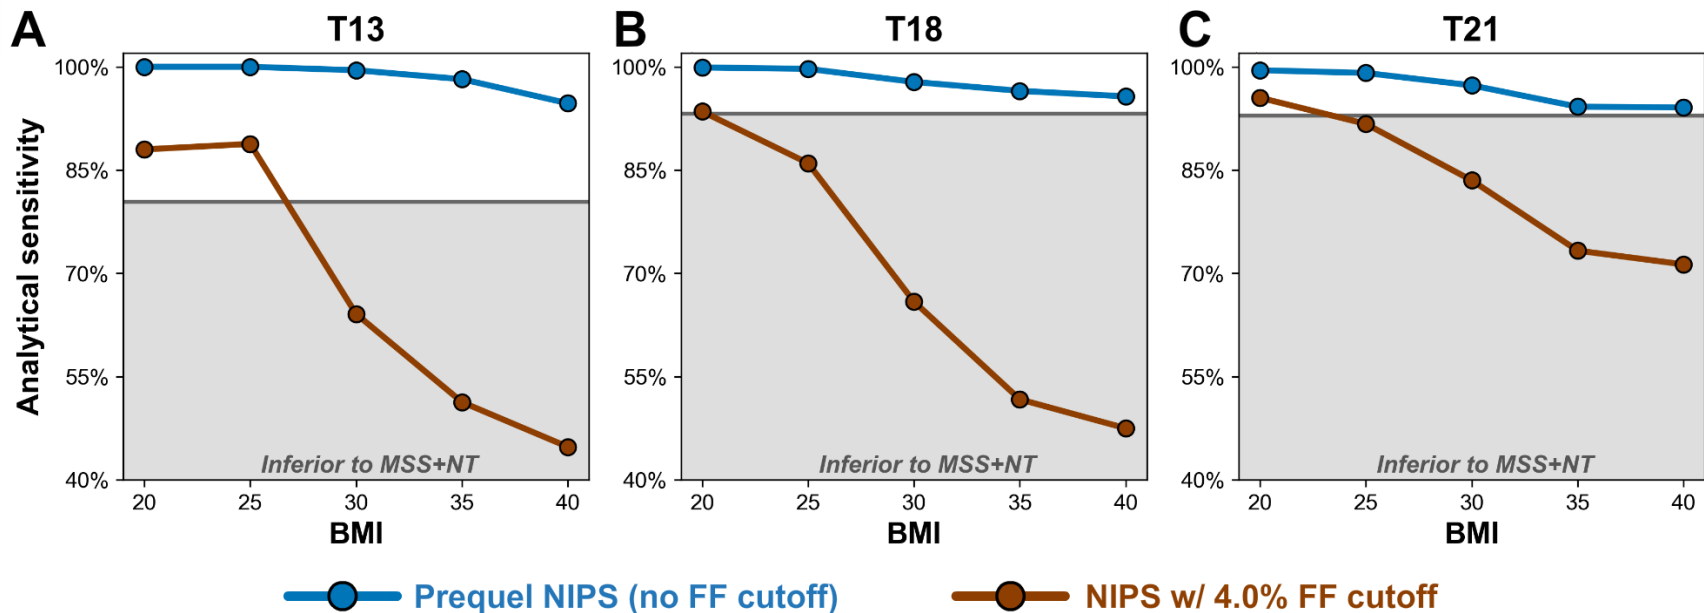 A
T13
B
T18
C
T21
Analytical sensitivity
100%
85%
70%
55%
40%
Inferior to MSS+NT
20 25 30 35 40
BMI
100%
85%
70%
55%
40%
Inferior to MSS+NT
20 25 30 35 40
BMI
100%
85%
70%
55%
40%
Inferior to MSS+NT
20 25 30 35 40
BMI
Prequel NIPS (no FF cutoff)
NIPS w/ 4.0% FF cutoff